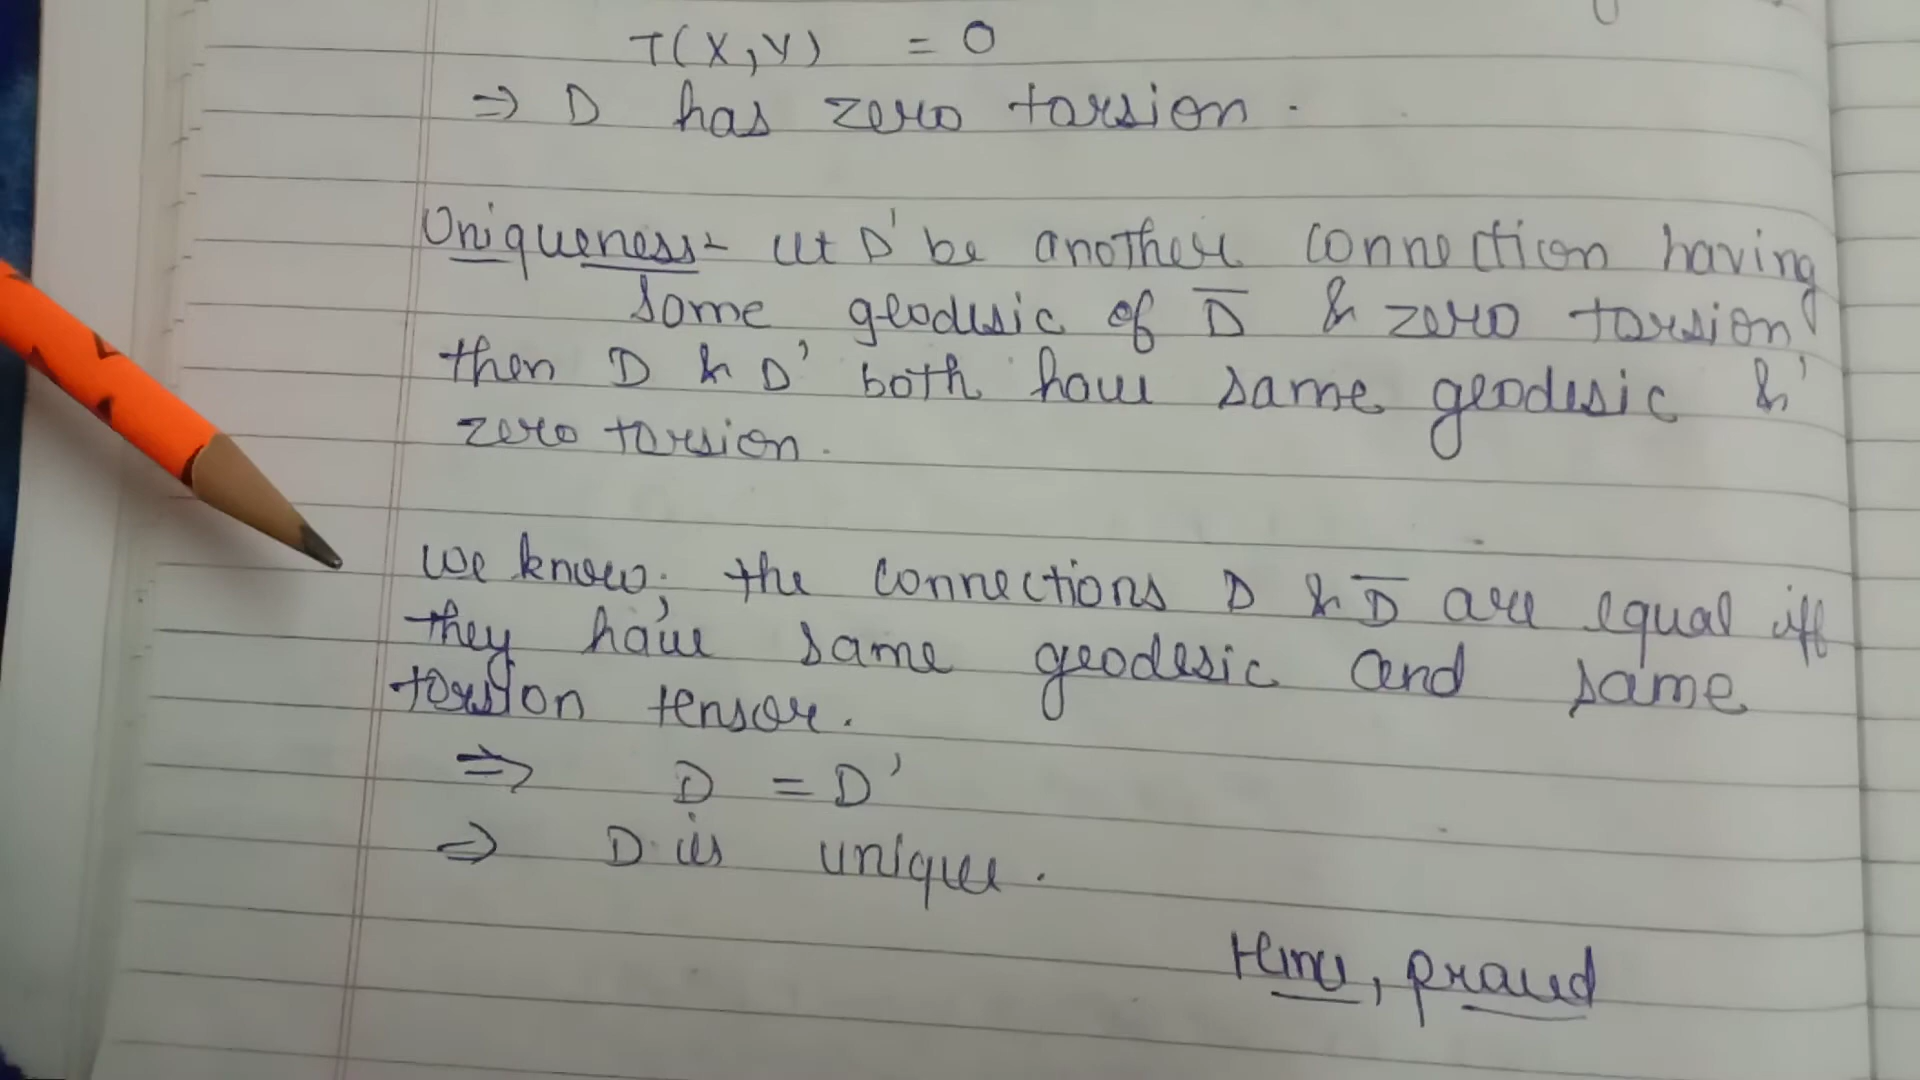 T(X,Y) = 0
⇒ D has zero torsion.
Uniqueness- let D' be another connection having
same geodesic of D̅ & zero torsion
then D & D' both have same geodesic &
zero torsion.
we know, the connections D & D̅ are equal iff
they have same geodesic and same
torsion tensor.
⇒ D = D'
⇒ D is unique.
Hence, proved